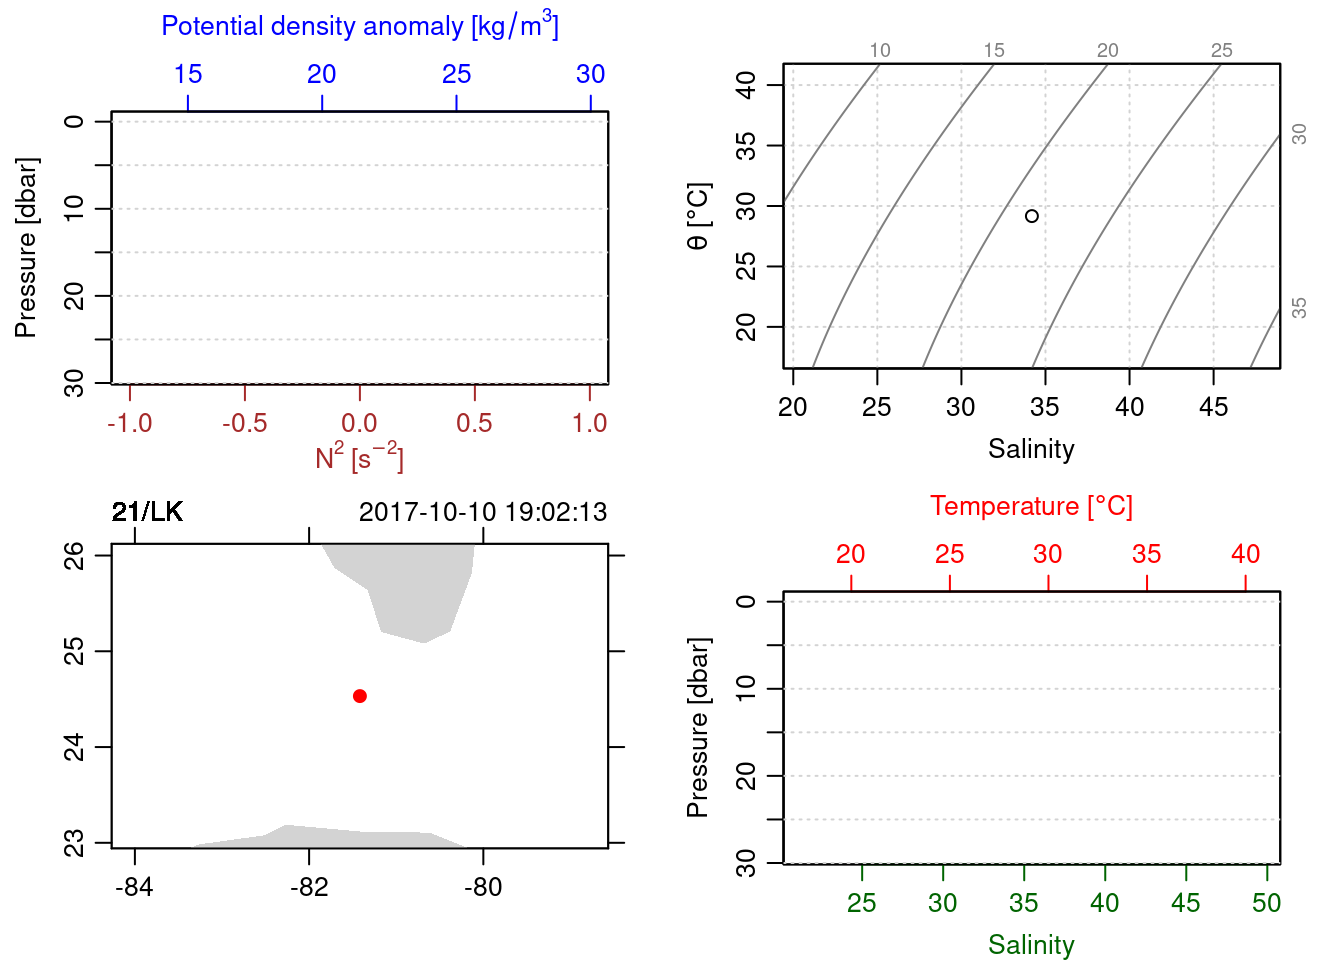 Potential density anomaly [kg/m³]
15 20 25 30
0
10
20
30
Pressure [dbar]
-1.0 -0.5 0.0 0.5 1.0
N² [s⁻²]
10 15 20 25
30
35
40
35
30
25
20
θ [°C]
20 25 30 35 40 45
Salinity
21/LK 2017-10-10 19:02:13
26
25
24
23
-84 -82 -80
Temperature [°C]
20 25 30 35 40
0
10
20
30
Pressure [dbar]
25 30 35 40 45 50
Salinity